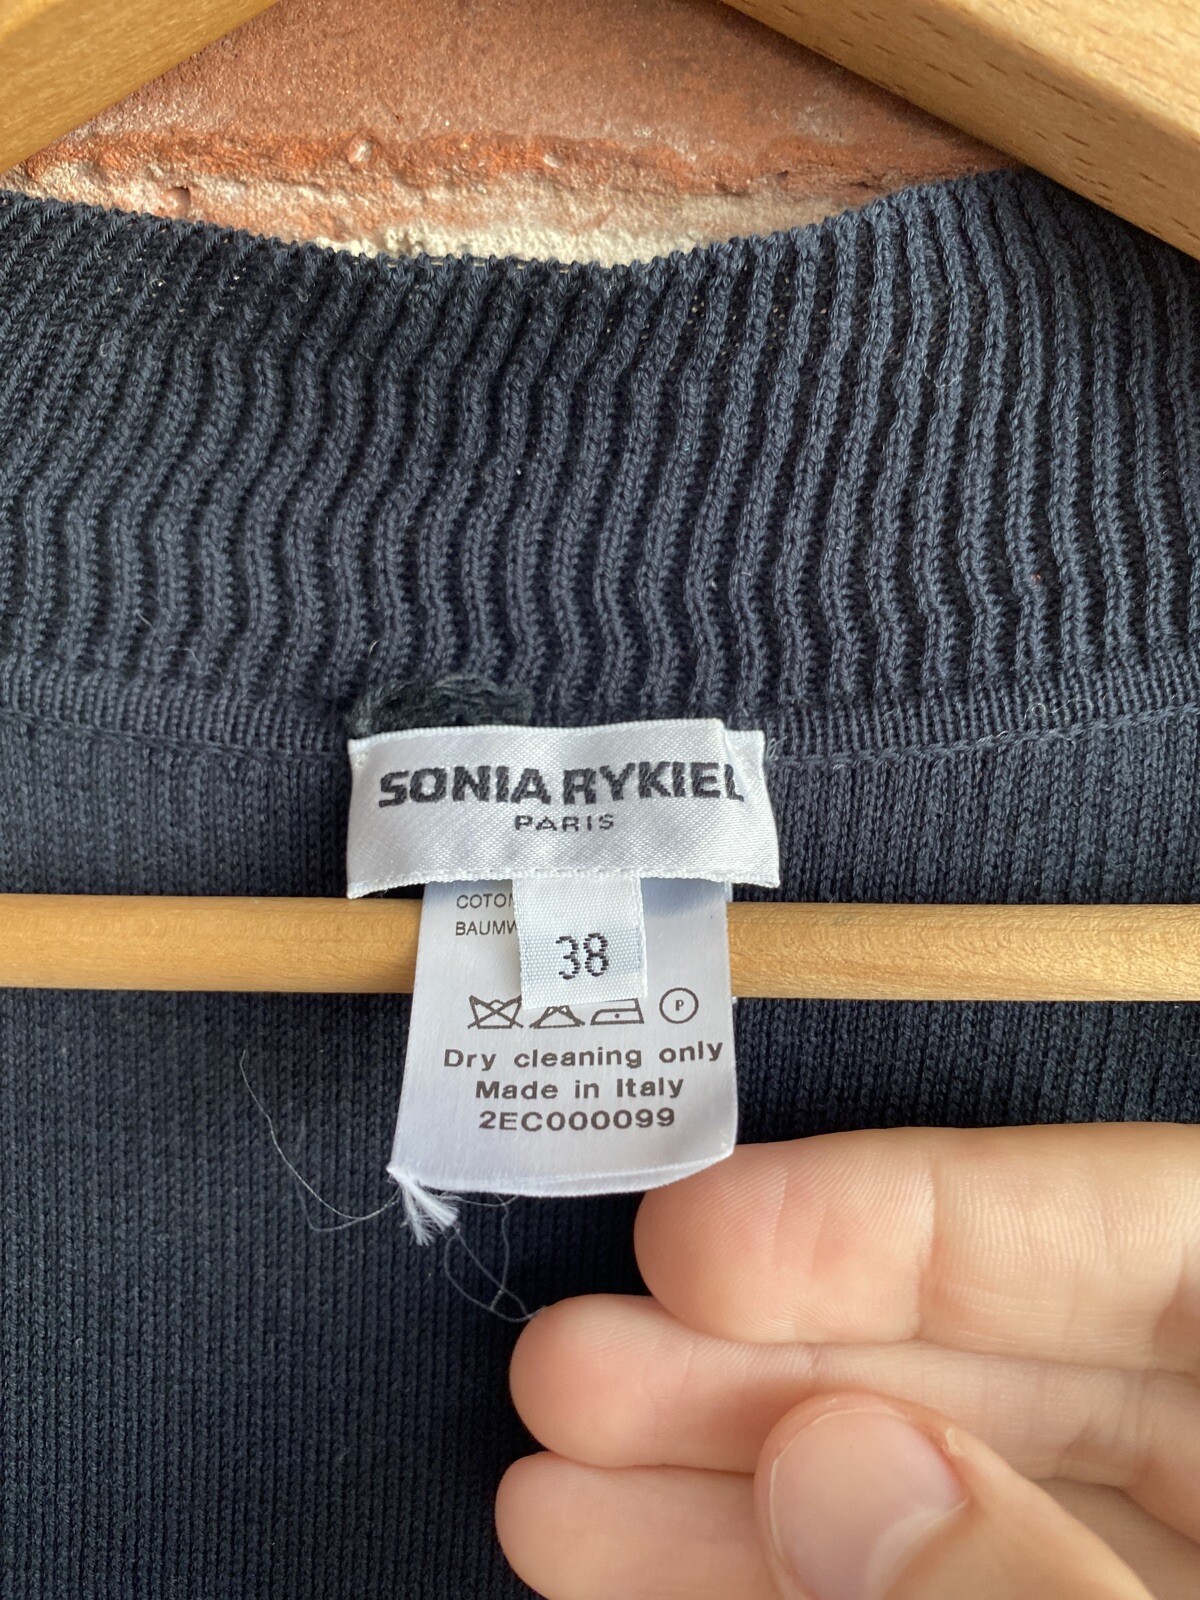 SONIA RYKIEL
PARIS
38
P
Dry cleaning only
Made in Italy
2EC000099